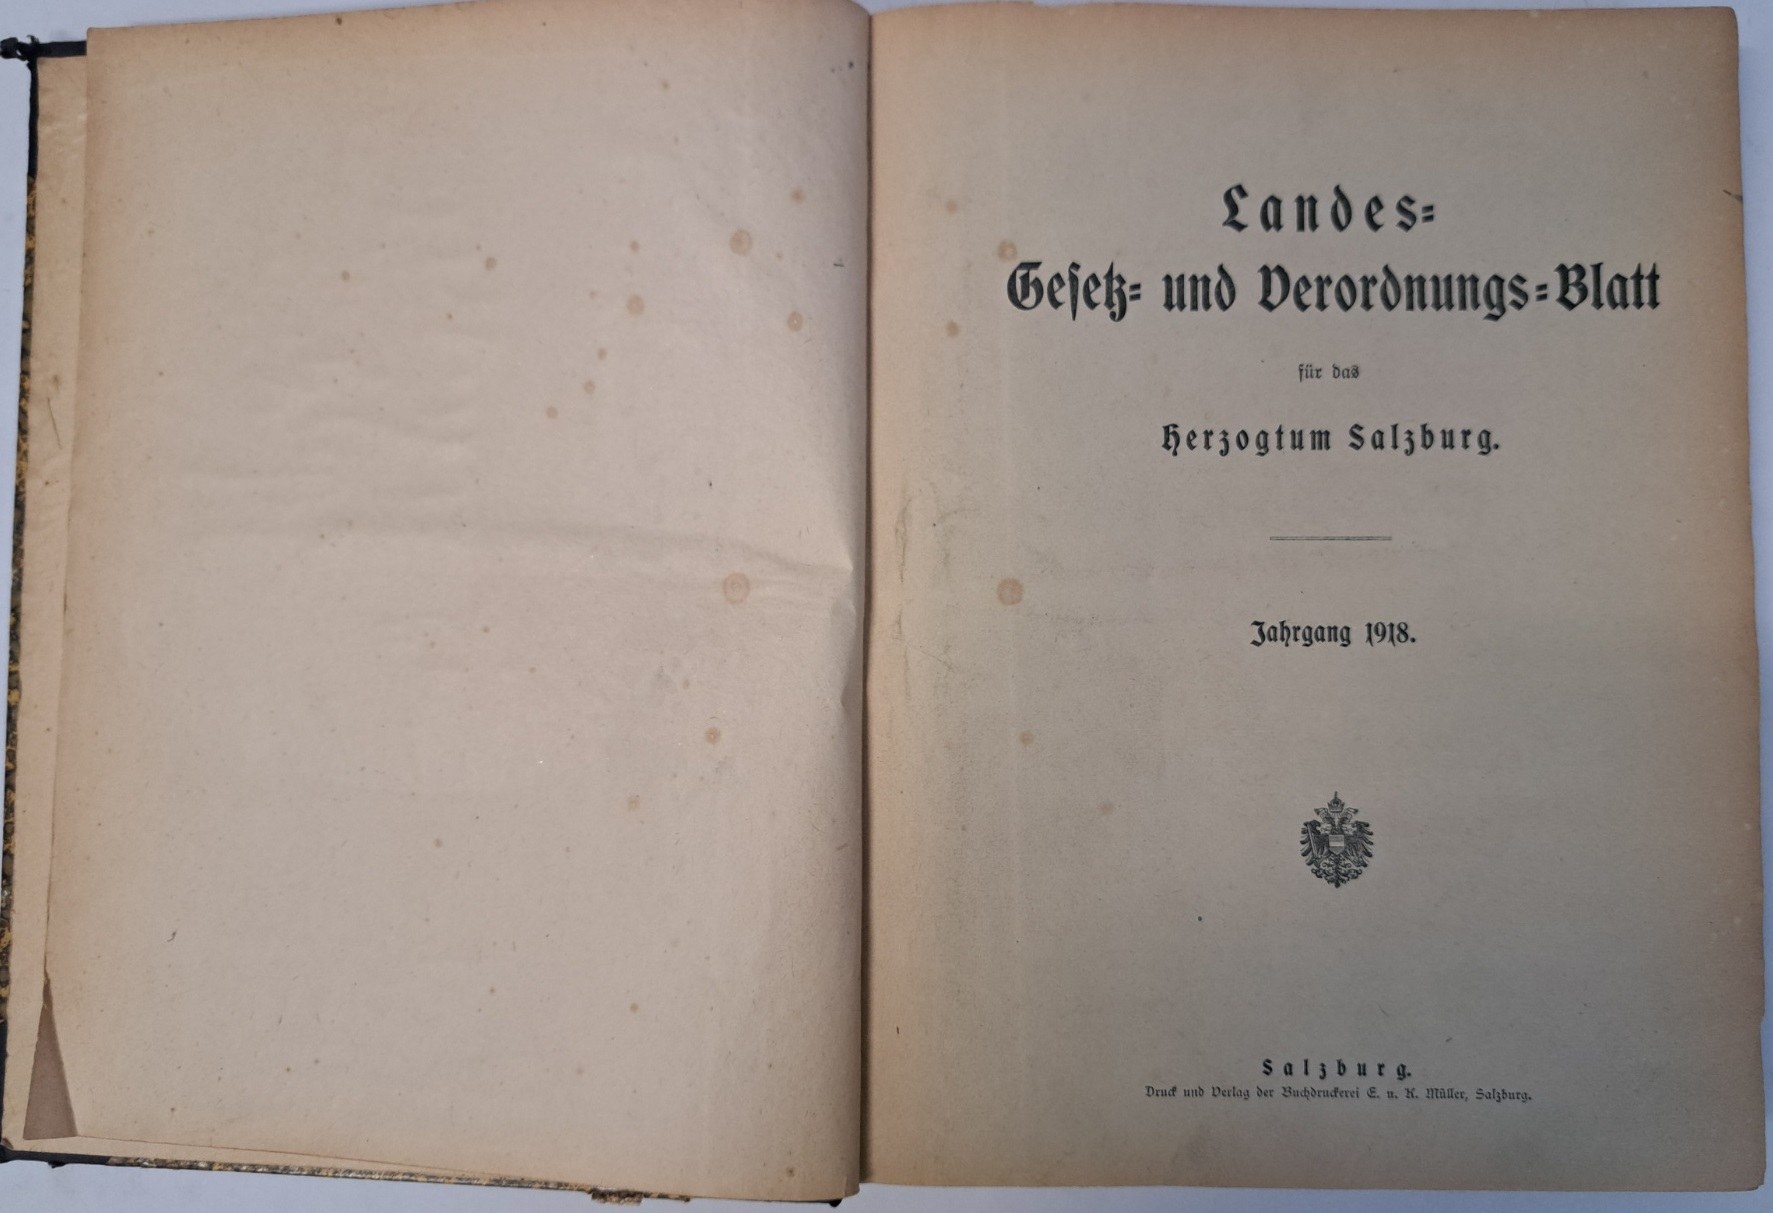 Landes=
Gesetz= und Verordnungs=Blatt
für das
Herzogtum Salzburg.
Jahrgang 1918.
Salzburg.
Druck und Verlag der Buchdruckerei E. u. K. Müller, Salzburg.